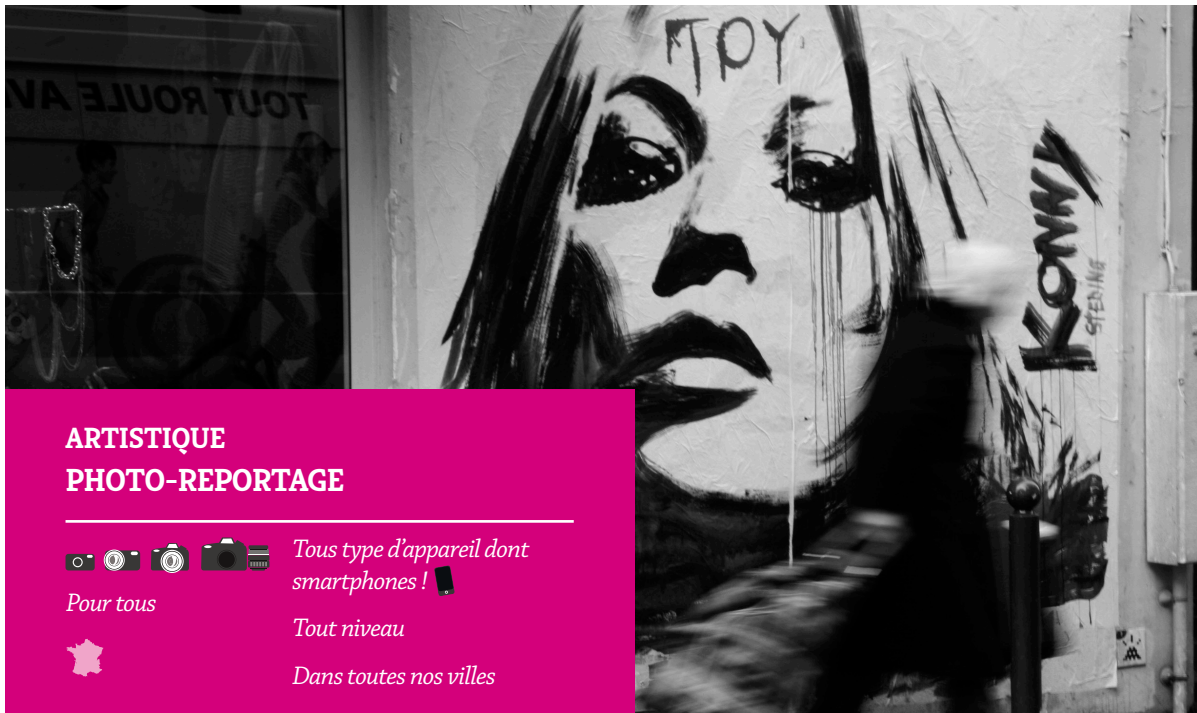 TOUT ROULE AV
TOY
KONNY
STERING
ARTISTIQUE
PHOTO-REPORTAGE
Tous type d'appareil dont
smartphones !
Pour tous
Tout niveau
Dans toutes nos villes